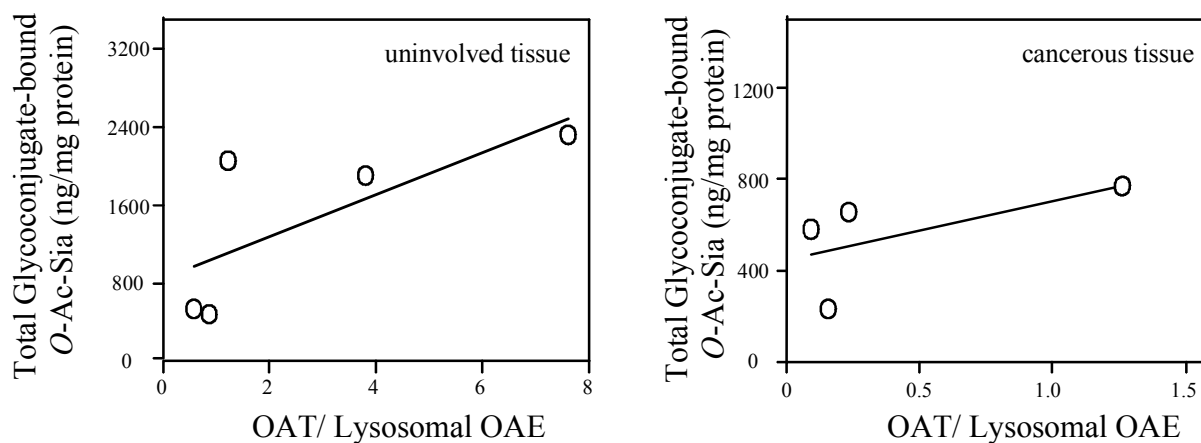 Total Glycoconjugate-bound
O-Ac-Sia (ng/mg protein)
3200
2400
1600
800
0
uninvolved tissue
0 2 4 6 8
OAT/ Lysosomal OAE
Total Glycoconjugate-bound
O-Ac-Sia (ng/mg protein)
1200
800
400
0
cancerous tissue
0 0.5 1.0 1.5
OAT/ Lysosomal OAE